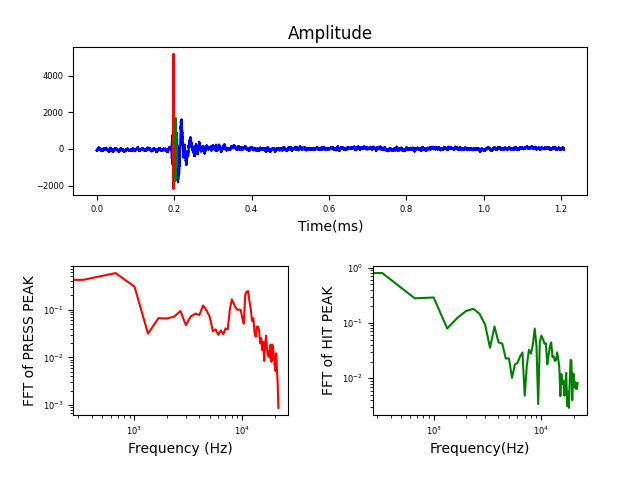 Amplitude
4000
2000
0
−2000
0.0 0.2 0.4 0.6 0.8 1.0 1.2
Time(ms)
FFT of PRESS PEAK
10⁻¹
10⁻²
10⁻³
10³ 10⁴
Frequency (Hz)
FFT of HIT PEAK
10⁰
10⁻¹
10⁻²
10³ 10⁴
Frequency(Hz)